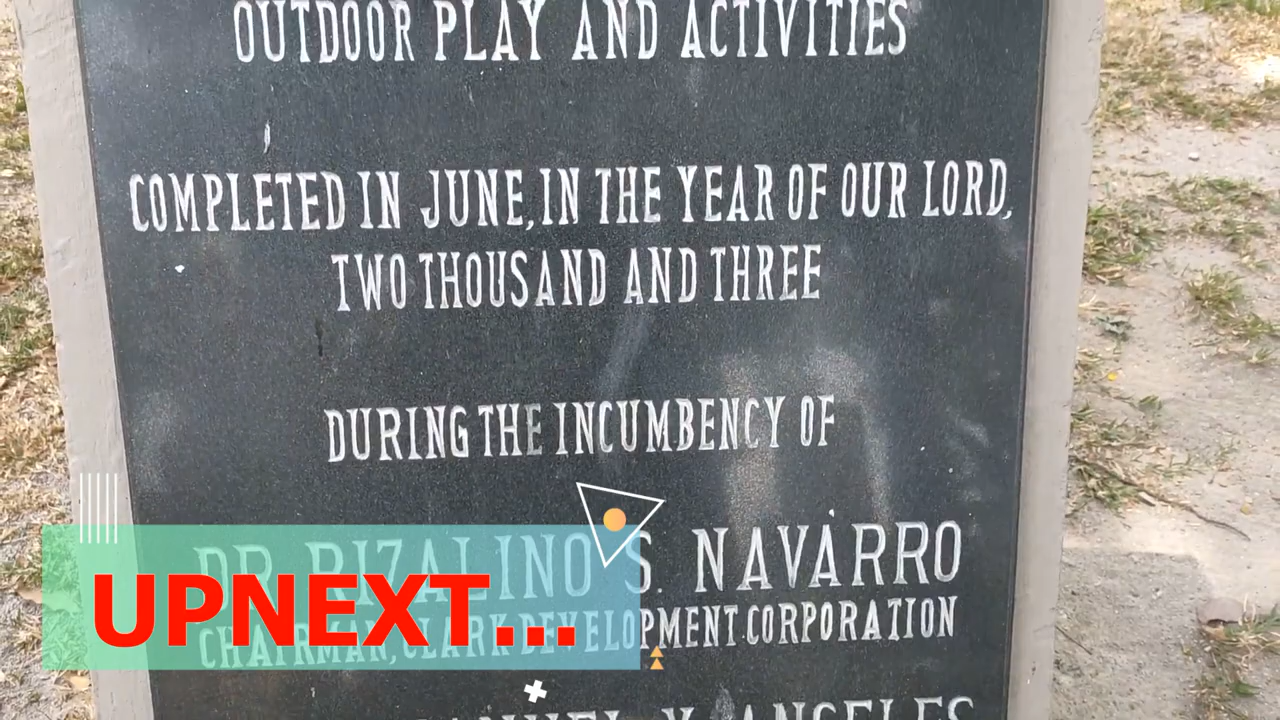 OUTDOOR PLAY AND ACTIVITIES
COMPLETED IN JUNE, IN THE YEAR OF OUR LORD,
TWO THOUSAND AND THREE
DURING THE INCUMBENCY OF
DR. RIZALINO S. NAVARRO
CHAIRMAN, CLARK DEVELOPMENT CORPORATION
UPNEXT...
ANGELES